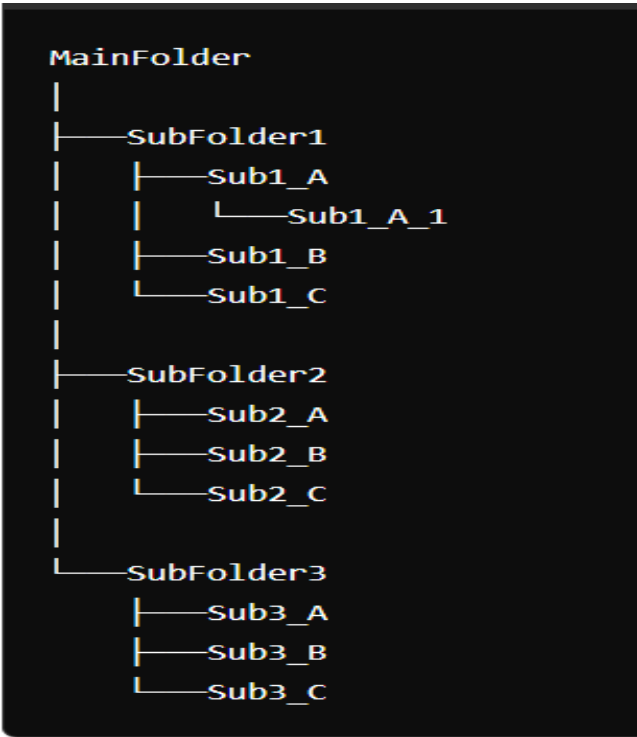 MainFolder
│
├───SubFolder1
│   ├───Sub1_A
│   │   └───Sub1_A_1
│   ├───Sub1_B
│   └───Sub1_C
│
├───SubFolder2
│   ├───Sub2_A
│   ├───Sub2_B
│   └───Sub2_C
│
└───SubFolder3
    ├───Sub3_A
    ├───Sub3_B
    └───Sub3_C